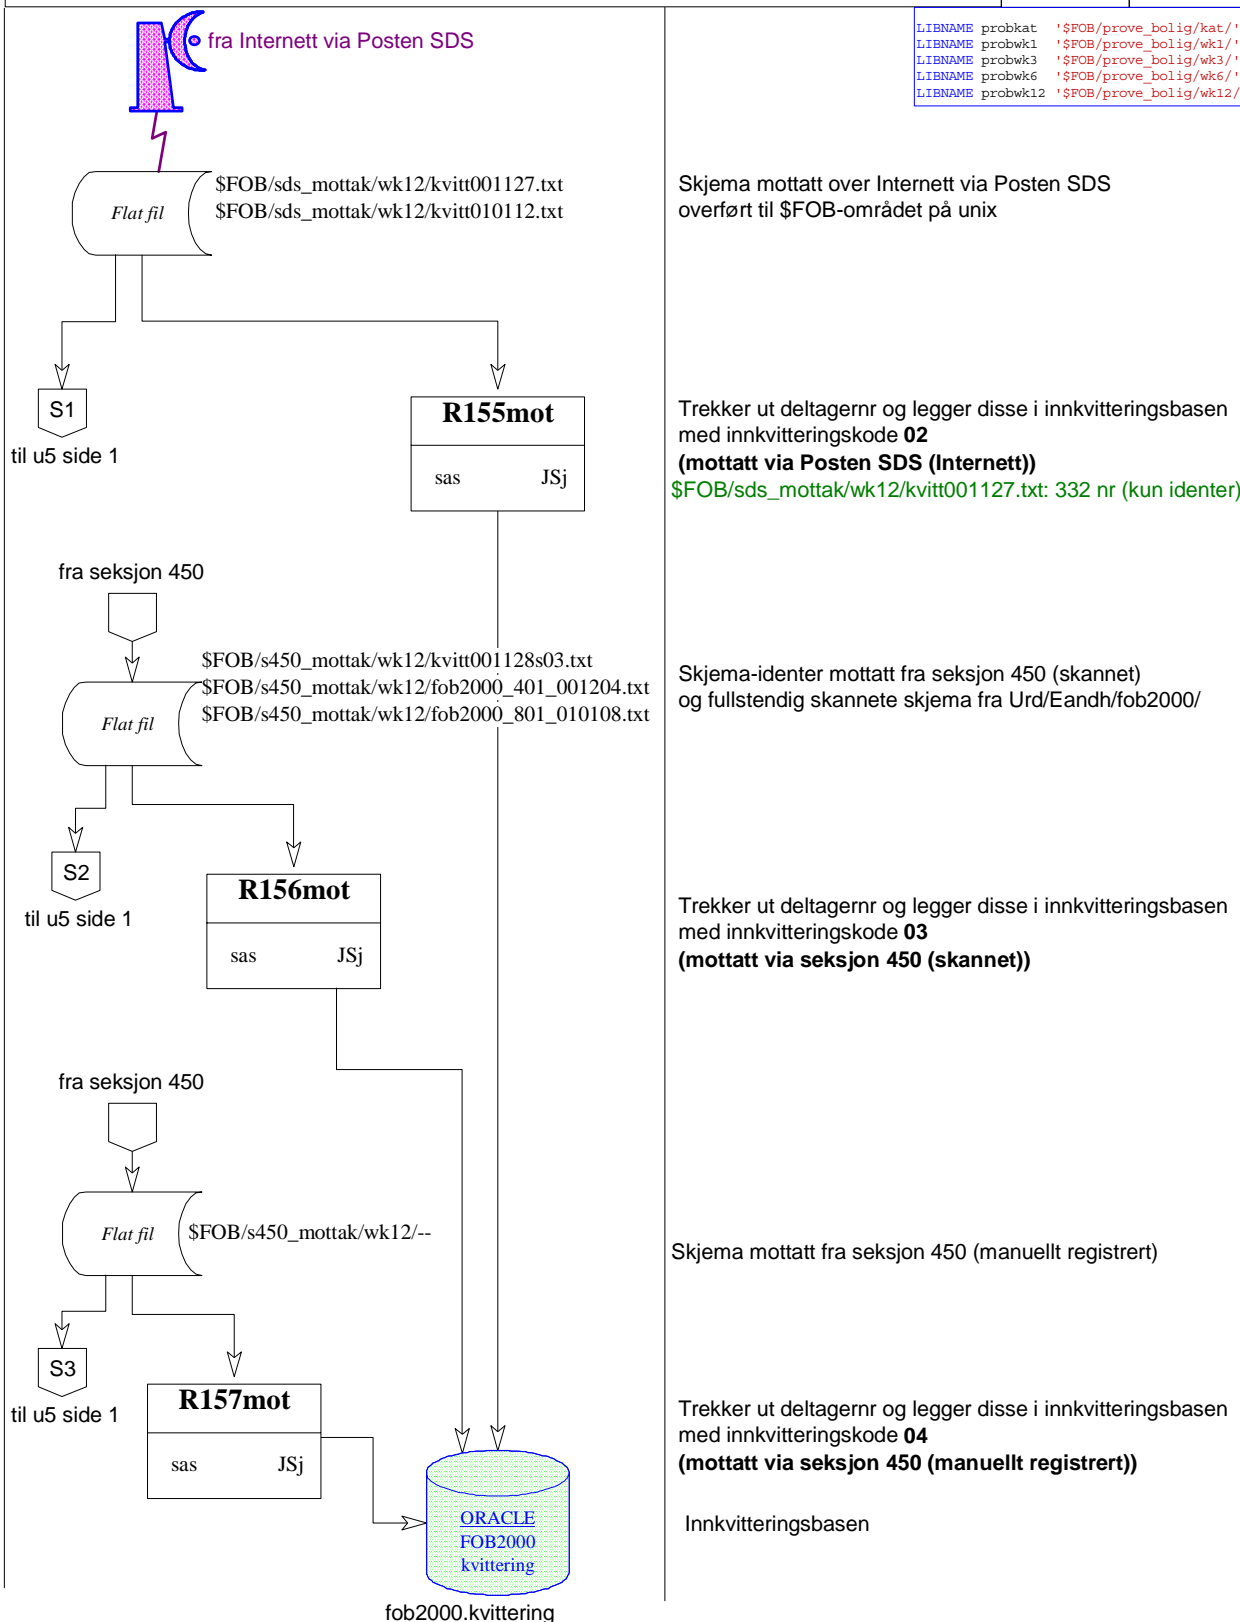 fra Internett via Posten SDS
LIBNAME probkat '$FOB/prove_bolig/kat/'
LIBNAME probwk1 '$FOB/prove_bolig/wk1/'
LIBNAME probwk3 '$FOB/prove_bolig/wk3/'
LIBNAME probwk6 '$FOB/prove_bolig/wk6/'
LIBNAME probwk12 '$FOB/prove_bolig/wk12/
Flat fil
$FOB/sds_mottak/wk12/kvitt001127.txt
$FOB/sds_mottak/wk12/kvitt010112.txt
Skjema mottatt over Internett via Posten SDS
overført til $FOB-området på unix
S1
til u5 side 1
R155mot
sas JSj
Trekker ut deltagernr og legger disse i innkvitteringsbasen
med innkvitteringskode 02
(mottatt via Posten SDS (Internett))
$FOB/sds_mottak/wk12/kvitt001127.txt: 332 nr (kun identer)
fra seksjon 450
Flat fil
$FOB/s450_mottak/wk12/kvitt001128s03.txt
$FOB/s450_mottak/wk12/fob2000_401_001204.txt
$FOB/s450_mottak/wk12/fob2000_801_010108.txt
Skjema-identer mottatt fra seksjon 450 (skannet)
og fullstendig skannete skjema fra Urd/Eandh/fob2000/
S2
til u5 side 1
R156mot
sas JSj
Trekker ut deltagernr og legger disse i innkvitteringsbasen
med innkvitteringskode 03
(mottatt via seksjon 450 (skannet))
fra seksjon 450
Flat fil
$FOB/s450_mottak/wk12/--
Skjema mottatt fra seksjon 450 (manuellt registrert)
S3
til u5 side 1
R157mot
sas JSj
Trekker ut deltagernr og legger disse i innkvitteringsbasen
med innkvitteringskode 04
(mottatt via seksjon 450 (manuellt registrert))
ORACLE
FOB2000
kvittering
Innkvitteringsbasen
fob2000.kvittering